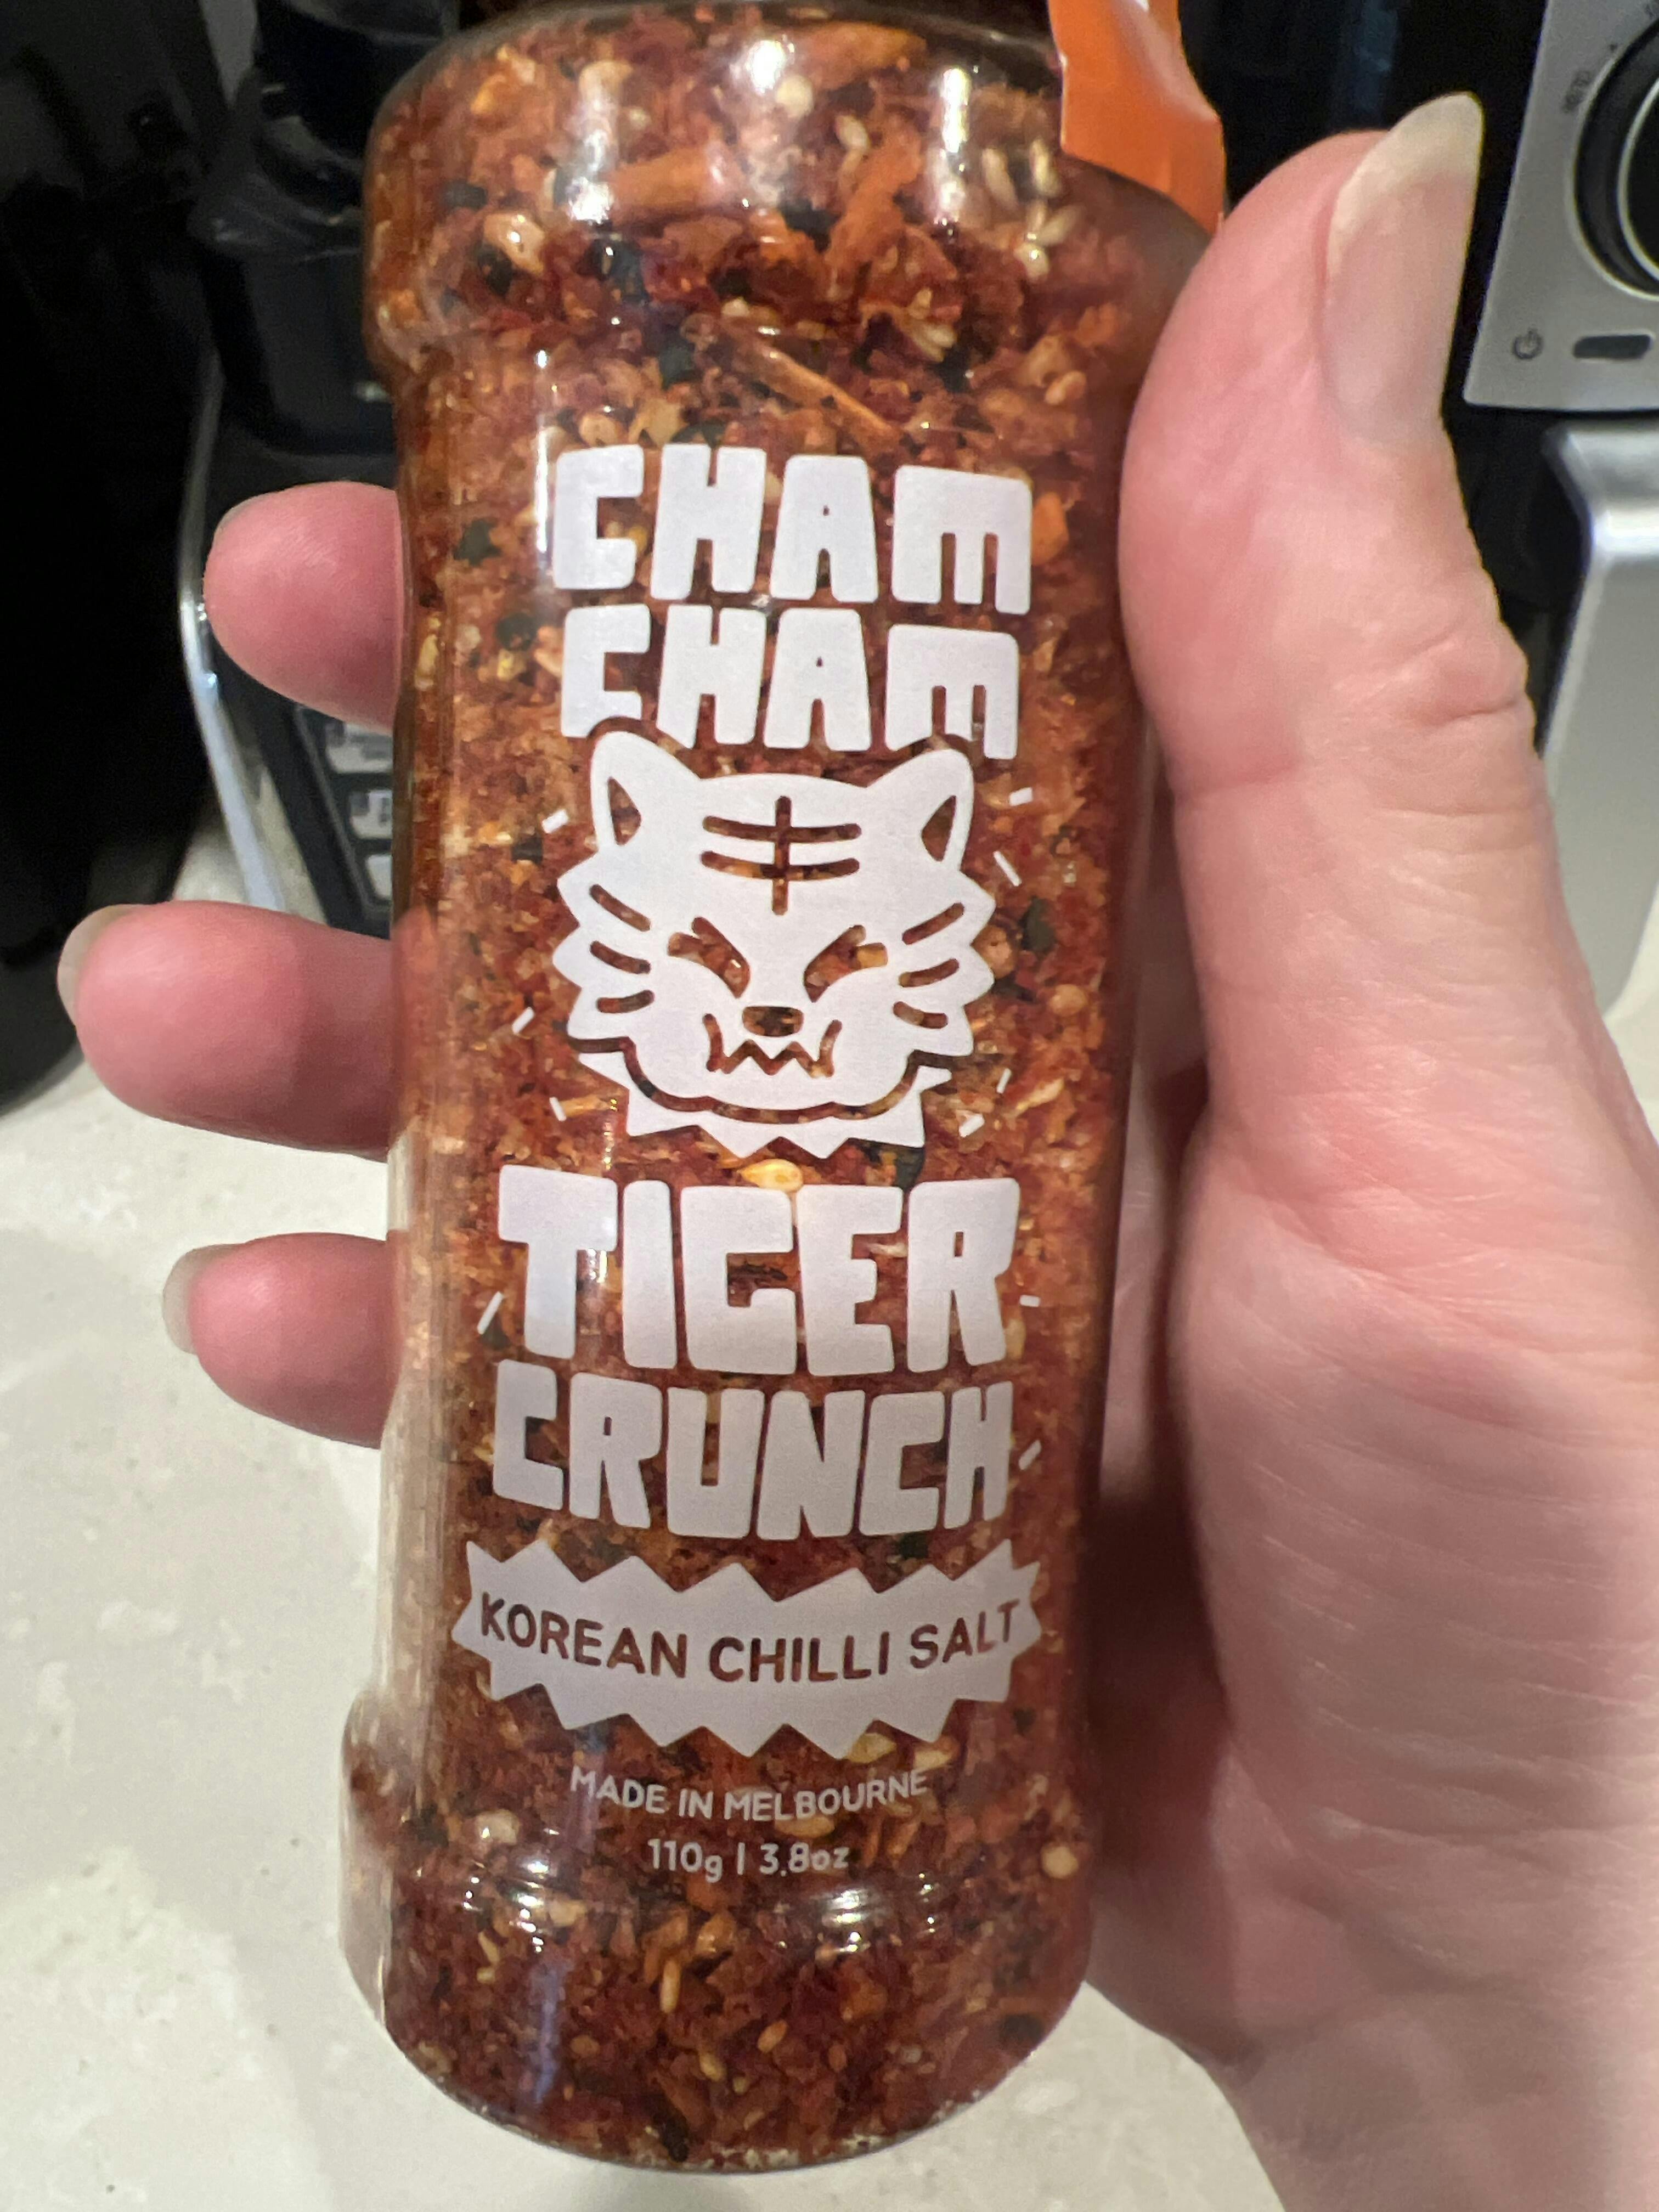 CHAM
CHAM
TIGER
CRUNCH
KOREAN CHILLI SALT
MADE IN MELBOURNE
110g | 3.8oz